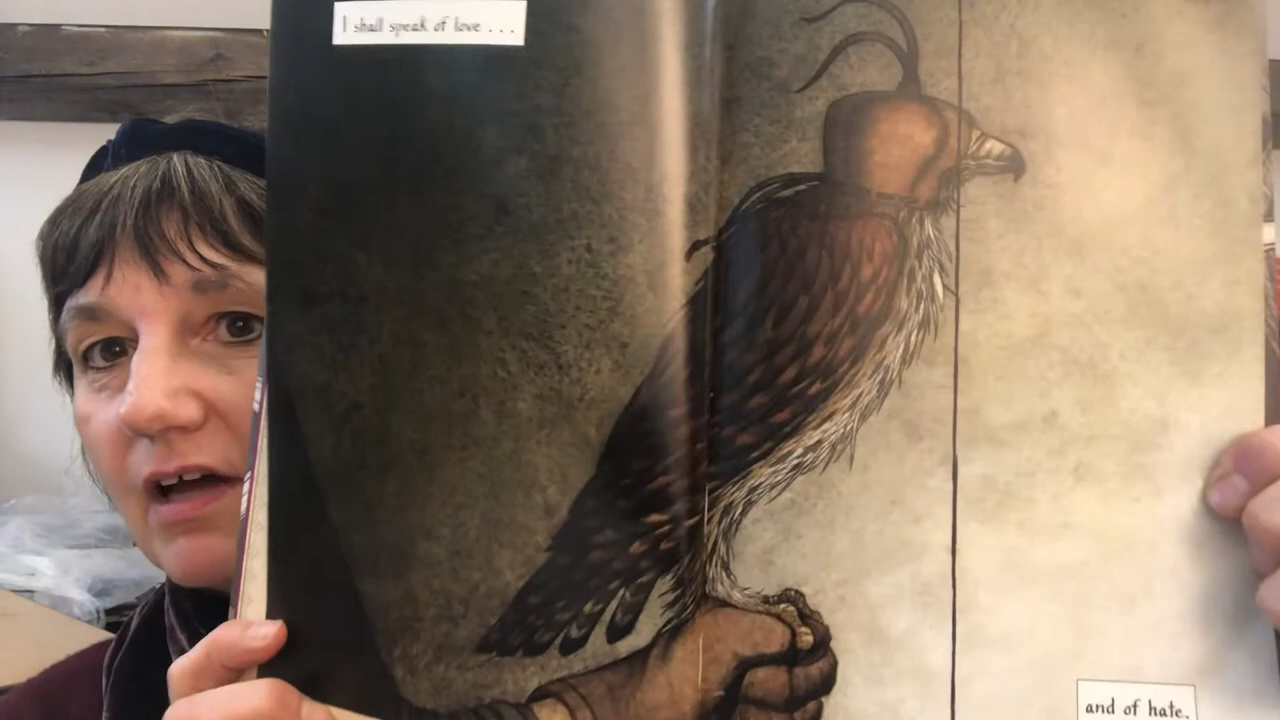 I shall speak of love . . .
and of hate.